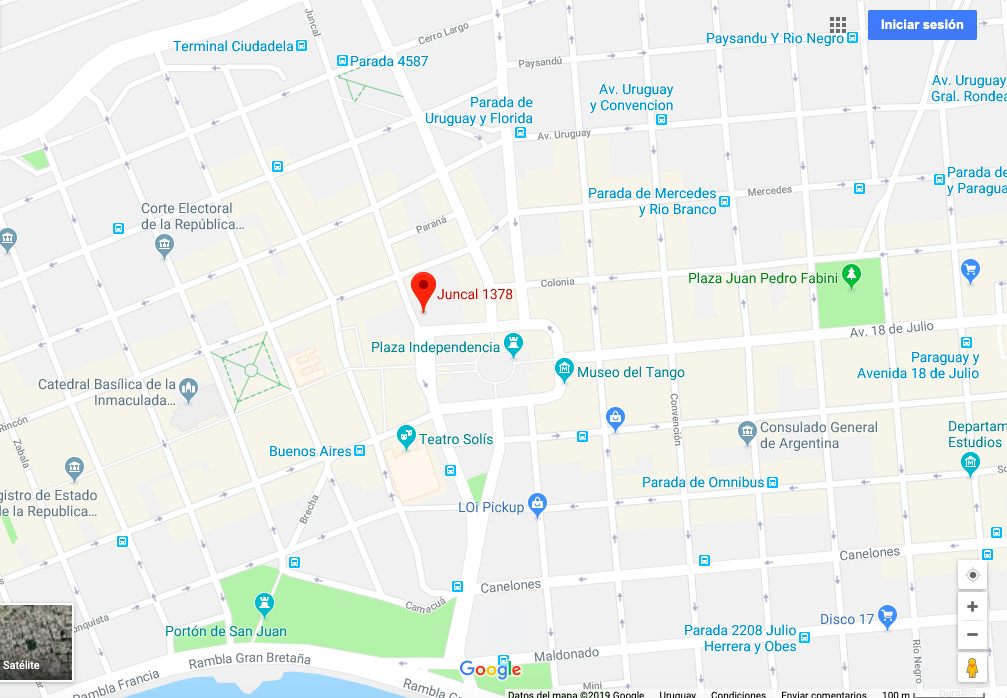 Juncal
Cerro Largo
Iniciar sesión
Terminal Ciudadela
Paysandu Y Rio Negro
Parada 4587
Paysandú
Av. Uruguay
y Convencion
Av. Uruguay
Gral. Rondea
Parada de
Uruguay y Florida
Av. Uruguay
Parada de
y Paragua
Parada de Mercedes
y Rio Branco
Mercedes
Corte Electoral
de la República...
Paraná
Colonia
Plaza Juan Pedro Fabini
Juncal 1378
Av. 18 de Julio
Plaza Independencia
Paraguay y
Avenida 18 de Julio
Museo del Tango
Catedral Basílica de la
Inmaculada...
Convención
Rincón
Zabala
Teatro Solís
Consulado General
de Argentina
Departam
Estudios
Buenos Aires
gistro de Estado
de la Republica...
Parada de Omnibus
Brecha
LOi Pickup
Canelones
Canelones
Camacuá
Portón de San Juan
onquista
Disco 17
Parada 2208 Julio
Herrera y Obes
Río Negro
Satélite
Rambla Gran Bretaña
Rambla Francia
Google
Maldonado
Rambla G
Mini
Durazno
Datos del mapa ©2019 Google
Uruguay
Condiciones
Enviar comentarios
100 m